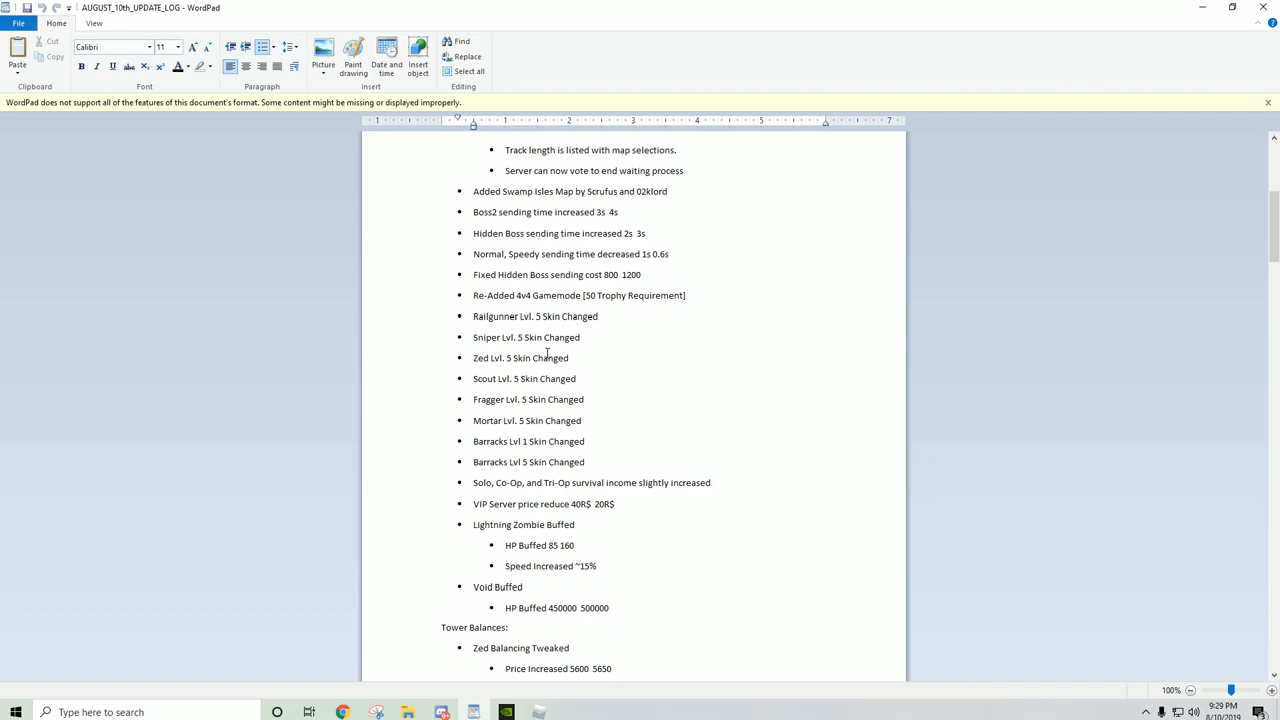 AUGUST_10th_UPDATE_LOG - WordPad
File Home View
Paste
Cut
Copy
Clipboard
Calibri 11
Font
Paragraph
Picture
Paint drawing
Date and time
Insert object
Insert
Find
Replace
Select all
Editing
WordPad does not support all of the features of this document's format. Some content might be missing or displayed improperly.
1 1 2 3 4 5 7
• Track length is listed with map selections.
• Server can now vote to end waiting process
• Added Swamp Isles Map by Scrufus and 02klord
• Boss2 sending time increased 3s 4s
• Hidden Boss sending time increased 2s 3s
• Normal, Speedy sending time decreased 1s 0.6s
• Fixed Hidden Boss sending cost 800 1200
• Re-Added 4v4 Gamemode [50 Trophy Requirement]
• Railgunner Lvl. 5 Skin Changed
• Sniper Lvl. 5 Skin Changed
• Zed Lvl. 5 Skin Changed
• Scout Lvl. 5 Skin Changed
• Fragger Lvl. 5 Skin Changed
• Mortar Lvl. 5 Skin Changed
• Barracks Lvl 1 Skin Changed
• Barracks Lvl 5 Skin Changed
• Solo, Co-Op, and Tri-Op survival income slightly increased
• VIP Server price reduce 40R$ 20R$
• Lightning Zombie Buffed
• HP Buffed 85 160
• Speed Increased ~15%
• Void Buffed
• HP Buffed 450000 500000
Tower Balances:
• Zed Balancing Tweaked
• Price Increased 5600 5650
100%
Type here to search
9:29 PM
8/10/2019